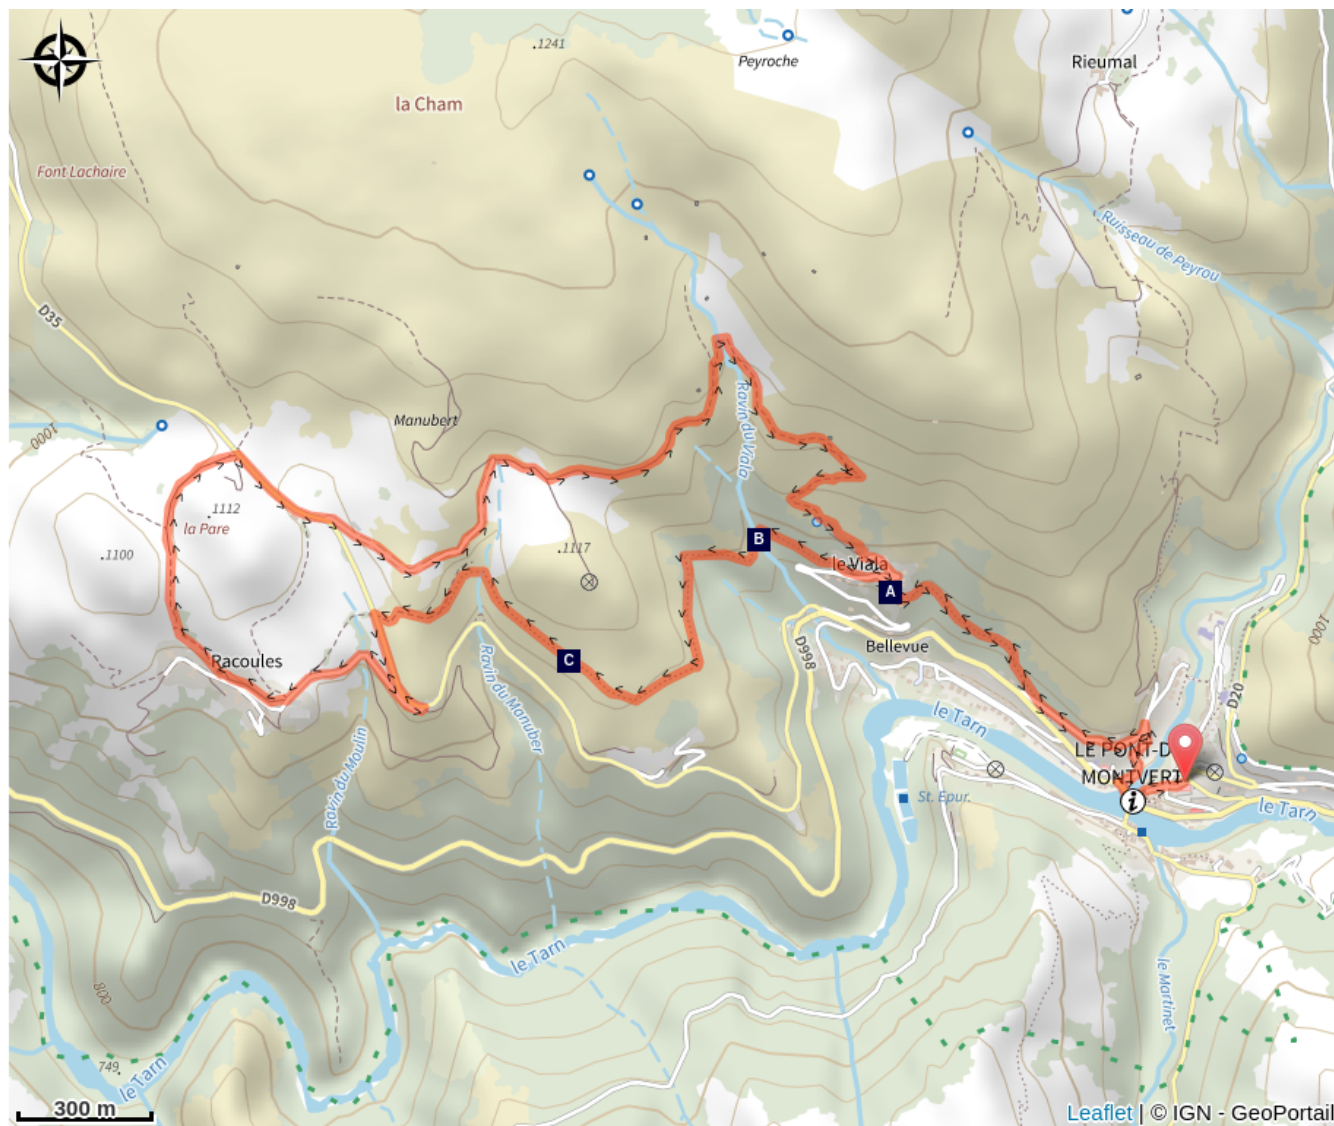 .1241
Peyroche
Rieumal
la Cham
Font Lachaire
Ruisseau de Peyrou
D35
Manubert
1000
Ravin du Viala
.1112
la Pare
.1100
.1117
B
le Viala
A
D998
Bellevue
1000
Racoules
C
Ravin du Manuber
D20
le Tarn
LE PONT-D
MONTVERT
i
Ravin du Moulin
St. Epur.
le Tarn
D998
le Tarn
800
le Martinet
749.
le Tarn
300 m
Leaflet | © IGN - GeoPortail